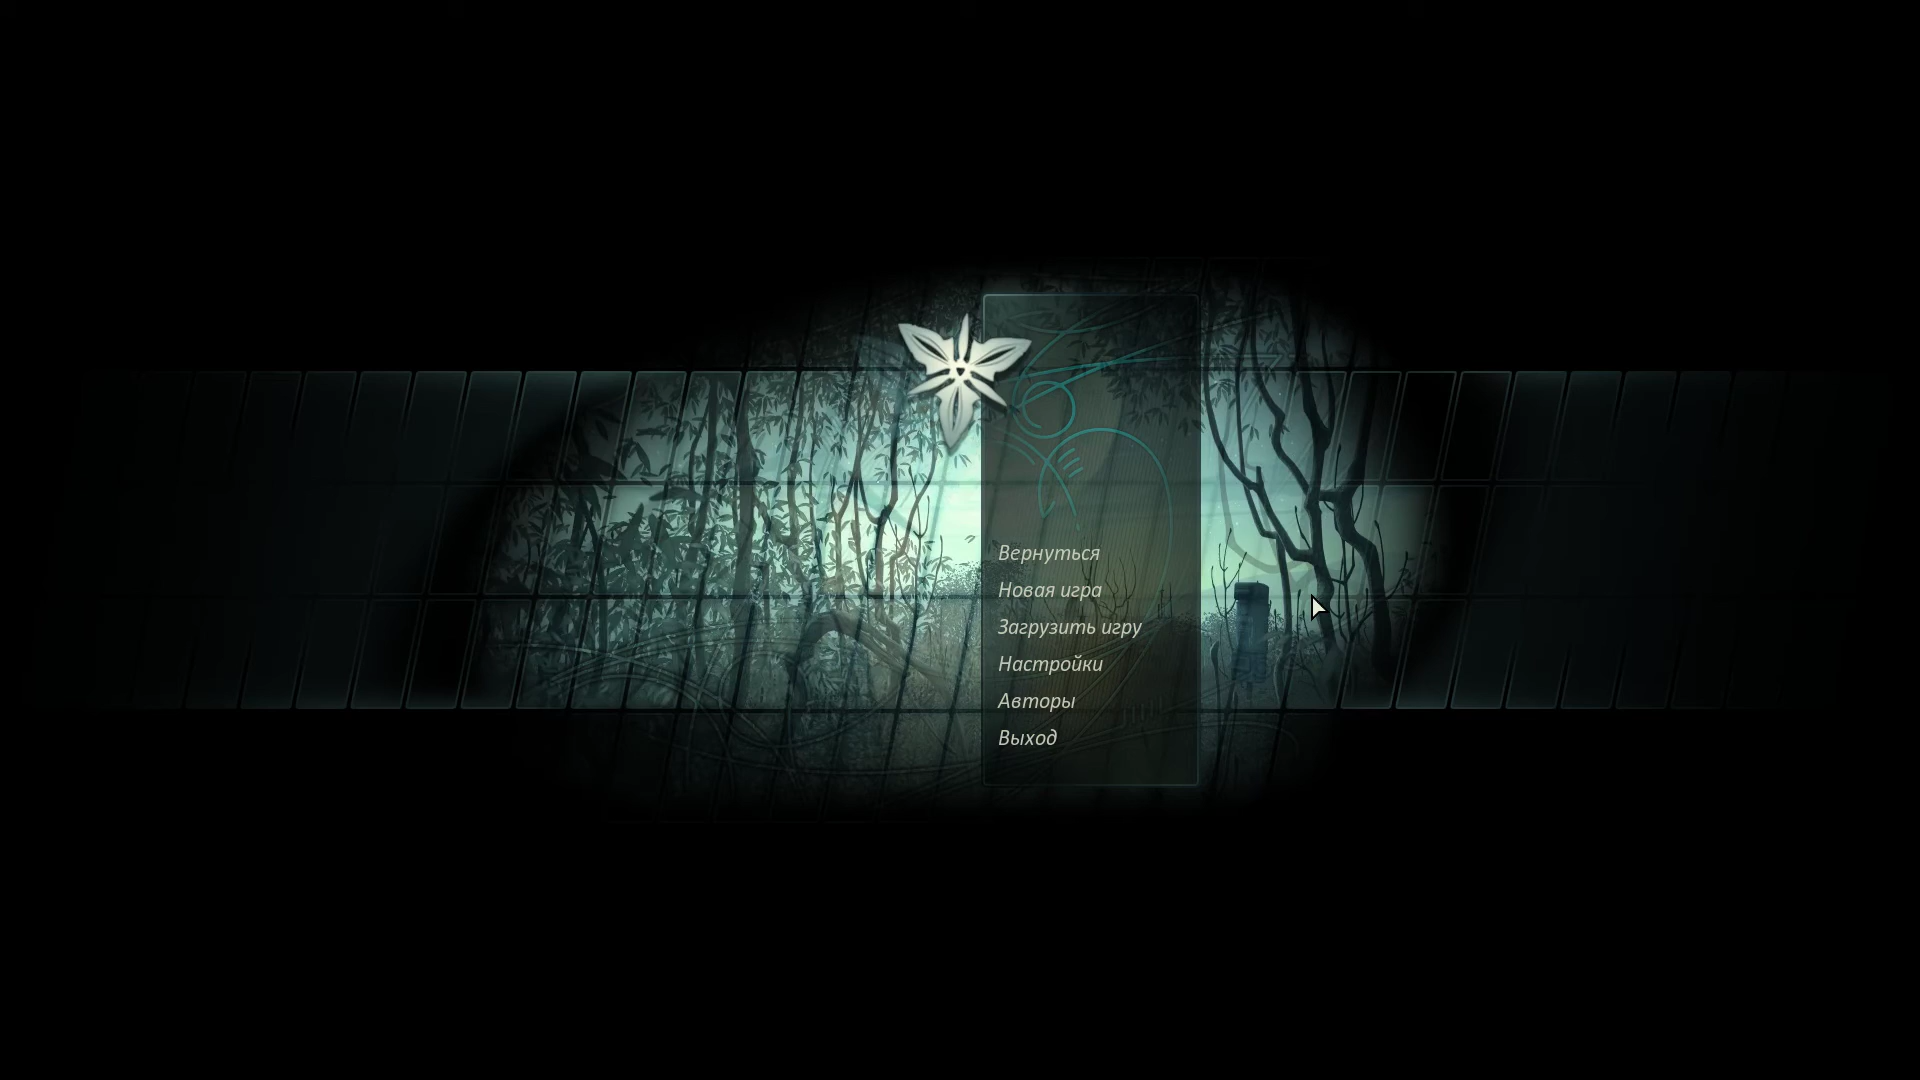 Вернуться
Новая игра
Загрузить игру
Настройки
Авторы
Выход